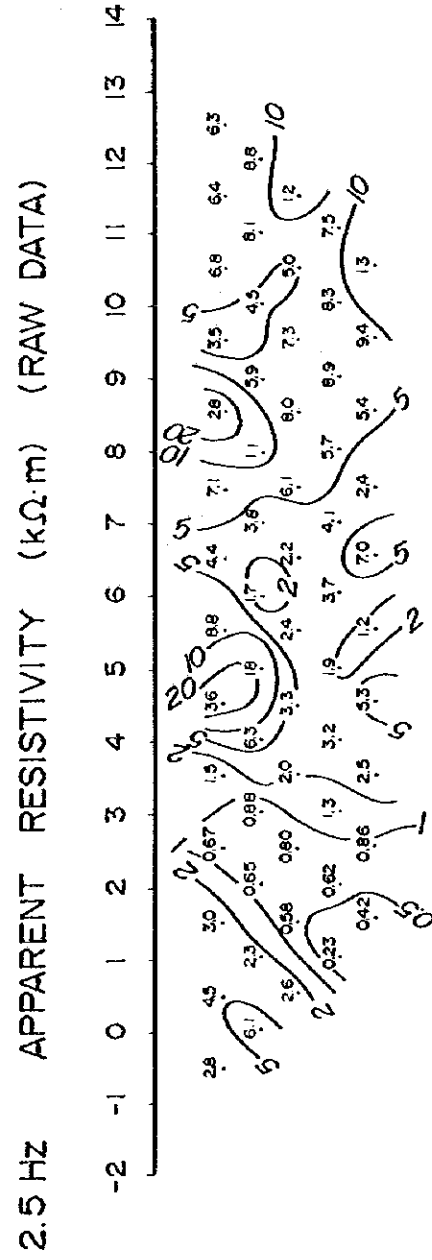 2.5 Hz APPARENT RESISTIVITY (kΩ·m) (RAW DATA)
-2 -1 0 1 2 3 4 5 6 7 8 9 10 11 12 13 14
2 1 2 5 20 10 5 5 10 20 5
2.8 4.5 3.0 0.67 1.5 36 8.8 4.4 7.1 28 3.5 6.8 6.4 6.3
6.1 2.3 0.65 0.88 6.3 18 1.7 3.8 11 5.9 4.5 8.1 8.8
5 2 10
2.6 0.58 0.80 2.0 3.3 2.4 2.2 6.1 8.0 7.3 5.0 12
2
0.23 0.62 1.3 3.2 1.9 3.7 4.1 5.7 8.9 8.3 7.5
10
0.42 0.86 2.5 5.3 1.2 7.0 2.4 5.4 9.4 13
0.5 1 5 2 5 5